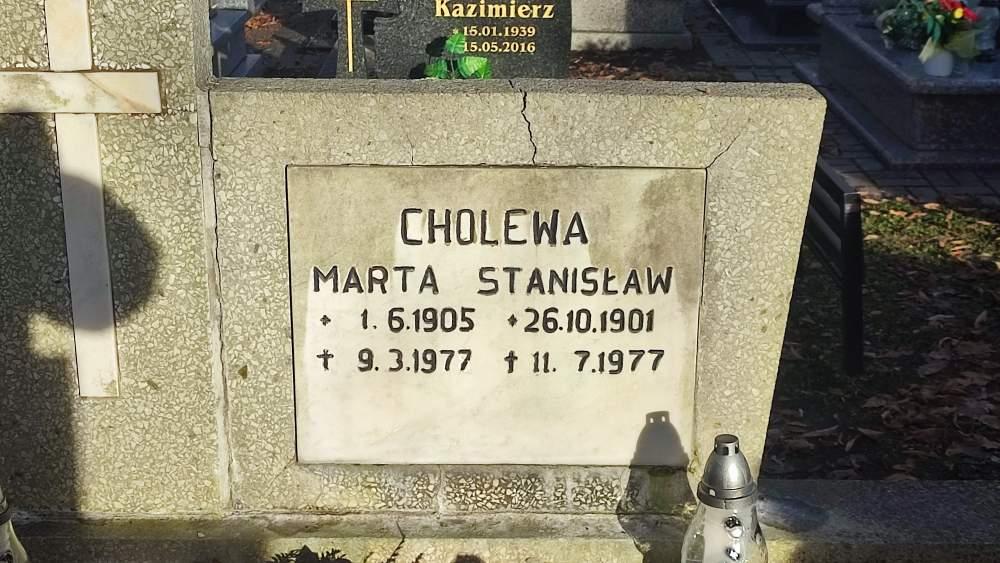 Kazimierz
* 15.01.1939
15.05.2016
CHOLEWA
MARTA STANISŁAW
* 1.6.1905 * 26.10.1901
† 9.3.1977 † 11.7.1977